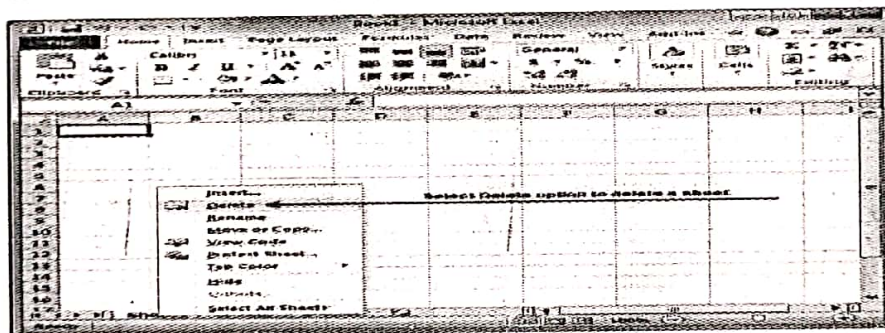 Book1 - Microsoft Excel
Home Insert Page Layout Formulas Data Review View Add-Ins
Calibri 11 General
Paste B I U Styles Cells
Clipboard Font Alignment Number Editing
A1
A B C D E F G H I
1
2
3
4
5
6
7
8
9
10
11
12
13
14
15
16
Insert...
Delete Select Delete option to delete a sheet
Rename
Move or Copy...
View Code
Protect Sheet...
Tab Color
Hide
Select All Sheets
Ready 100%